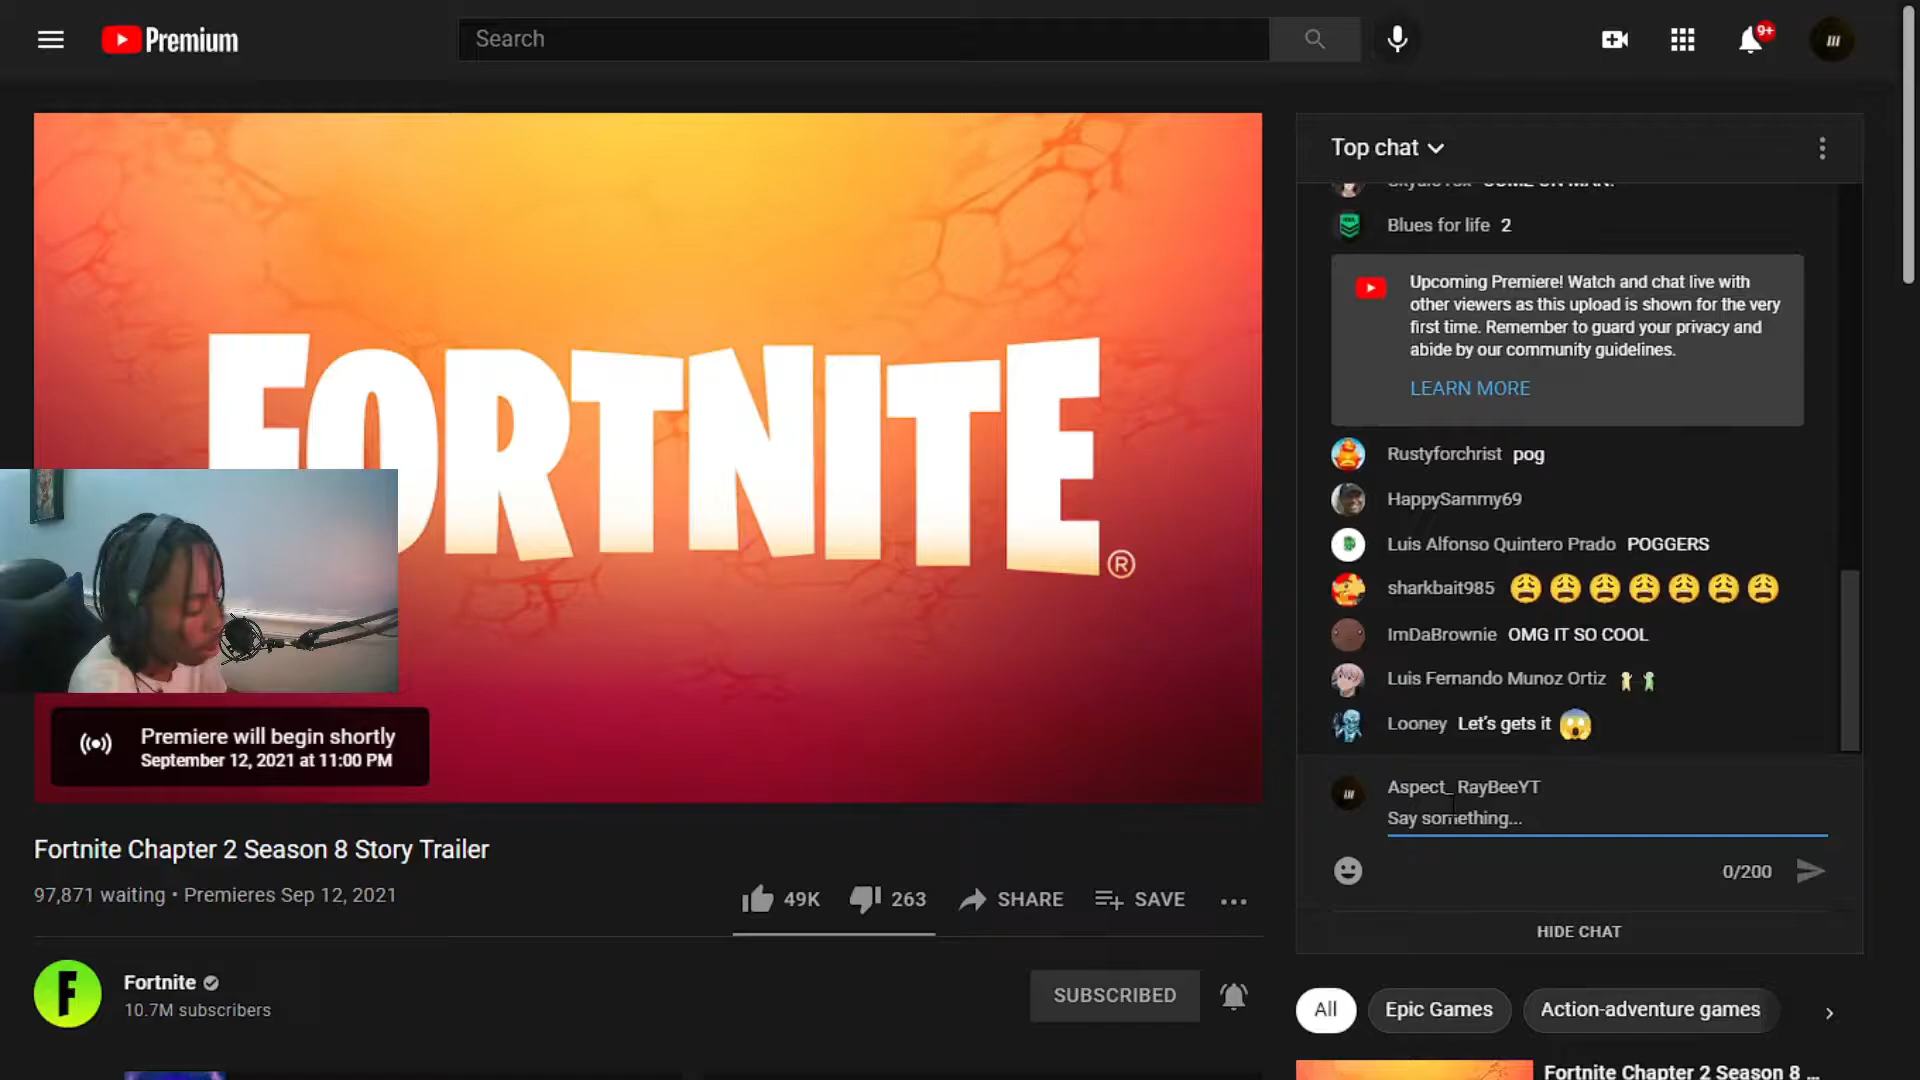 Premium
Search
9+
FORTNITE®
Premiere will begin shortly
September 12, 2021 at 11:00 PM
Fortnite Chapter 2 Season 8 Story Trailer
97,871 waiting • Premieres Sep 12, 2021
49K
263
SHARE
SAVE
Fortnite
10.7M subscribers
SUBSCRIBED
Top chat
COME ON MAN!
Blues for life 2
Upcoming Premiere! Watch and chat live with
other viewers as this upload is shown for the very
first time. Remember to guard your privacy and
abide by our community guidelines.
LEARN MORE
Rustyforchrist pog
HappySammy69
Luis Alfonso Quintero Prado POGGERS
sharkbait985 😩😩😩😩😩😩😩
ImDaBrownie OMG IT SO COOL
Luis Fernando Munoz Ortiz
Looney Let's gets it 😱
Aspect_ RayBeeYT
Say something...
0/200
HIDE CHAT
All
Epic Games
Action-adventure games
Fortnite Chapter 2 Season 8 ...